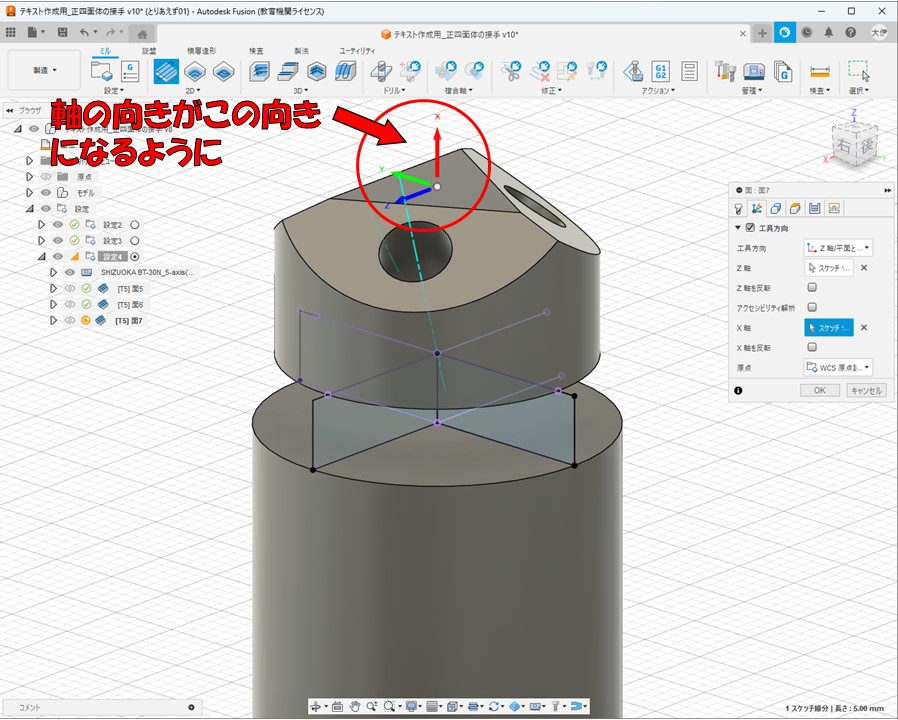 テキスト作成用_正四面体の接手 v10* (とりあえず01) - Autodesk Fusion (教育機関ライセンス)
テキスト作成用_正四面体の接手 v10*
大伊
ミル 旋盤 積層造形 検査 製法 ユーティリティ
製造
G1 G2
設定 2D 3D ドリル 複合軸 修正 アクション 管理 検査 選択
ブラウザ
軸の向きがこの向き
になるように
テキスト作成用_正四面体の接手 v8
原点
モデル
設定
設定2
設定3
設定4
SHIZUOKA BT-30N_5-axis(...
[T5] 面5
[T5] 面6
[T5] 面7
X
Y
Z
Z
右 後
X
Y
面 : 面7
工具方向
工具方向 Z 軸/平面と...
Z 軸 スケッチ ...
Z 軸を反転
アクセシビリティ解析
X 軸 スケッチ ...
X 軸を反転
原点 WCS 原点...
OK キャンセル
コメント
1 スケッチ線分 | 長さ : 5.00 mm